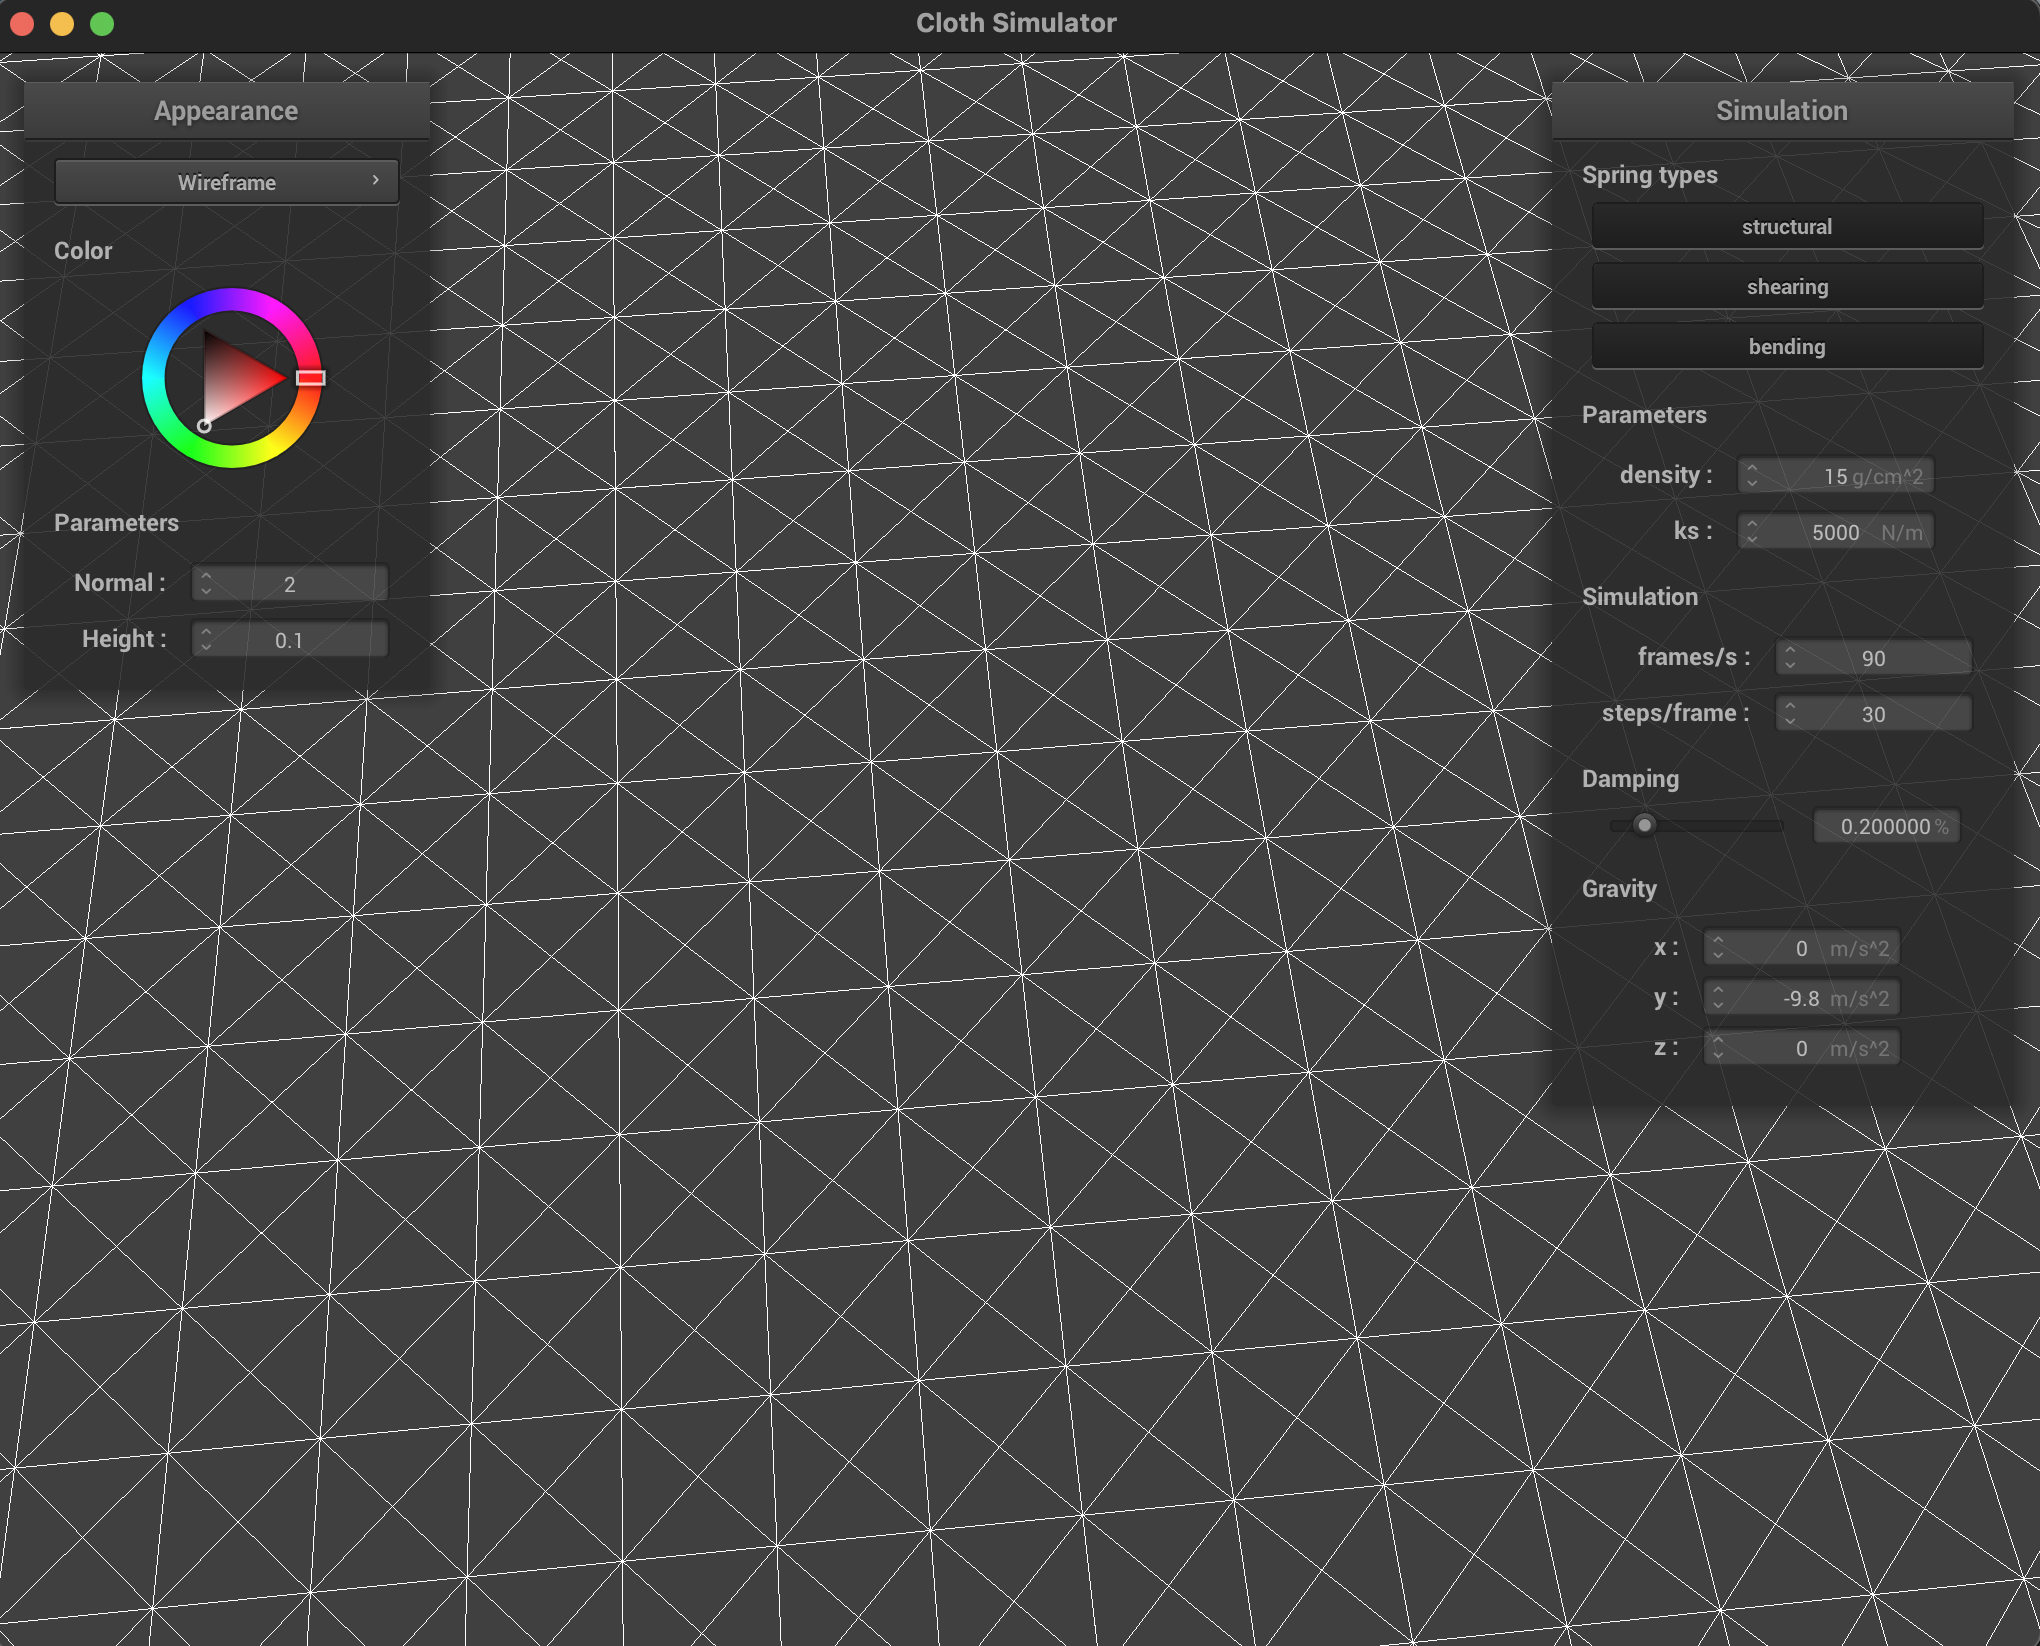 Cloth Simulator
Appearance
Wireframe
Color
Parameters
Normal : 2
Height : 0.1
Simulation
Spring types
structural
shearing
bending
Parameters
density : 15 g/cm^2
ks : 5000 N/m
Simulation
frames/s : 90
steps/frame : 30
Damping
0.200000 %
Gravity
x : 0 m/s^2
y : -9.8 m/s^2
z : 0 m/s^2